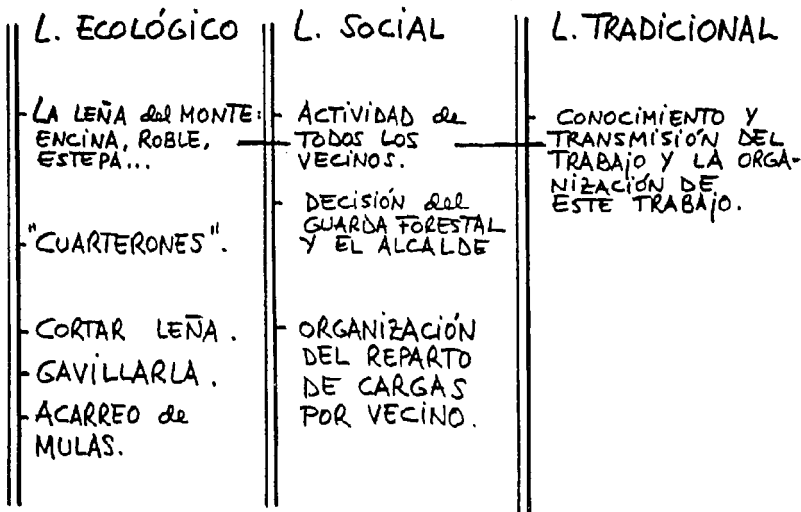 L. ECOLÓGICO
- LA LEÑA del MONTE:
ENCINA, ROBLE,
ESTEPA...
- "CUARTERONES".
- CORTAR LEÑA.
- GAVILLARLA.
- ACARREO de
MULAS.
L. SOCIAL
- ACTIVIDAD de
TODOS LOS
VECINOS.
- DECISIÓN del
GUARDA FORESTAL
Y EL ALCALDE
- ORGANIZACIÓN
DEL REPARTO
DE CARGAS
POR VECINO.
L. TRADICIONAL
- CONOCIMIENTO Y
TRANSMISIÓN DEL
TRABAJO Y LA ORGA-
NIZACIÓN DE
ESTE TRABAJO.